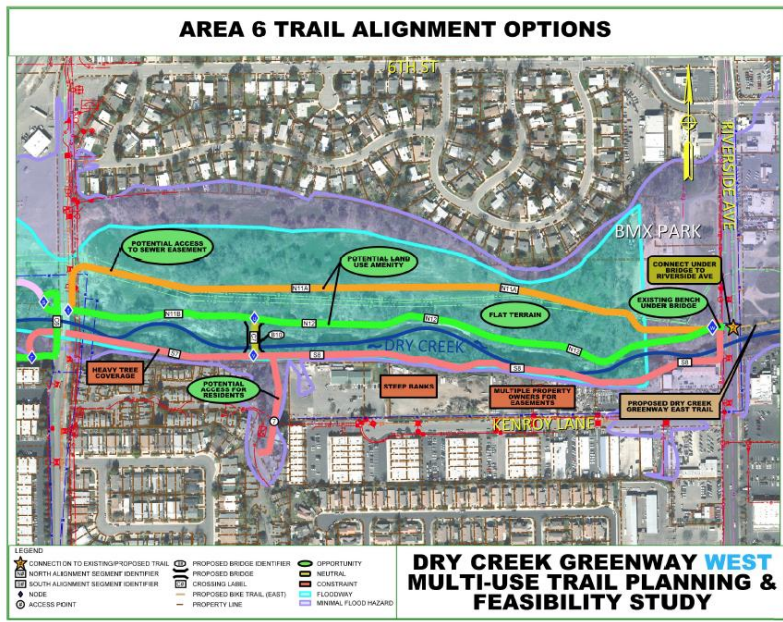 AREA 6 TRAIL ALIGNMENT OPTIONS
6TH ST
RIVERSIDE AVE
BMX PARK
POTENTIAL ACCESS
TO SEWER EASEMENT
POTENTIAL LAND
USE AMENITY
CONNECT UNDER
BRIDGE TO
RIVERSIDE AVE
N11A
N11A
EXISTING BENCH
UNDER BRIDGE
FLAT TERRAIN
N11B
N12
N12
N12
~DRY CREEK~
S7
S8
S8
S8
HEAVY TREE
COVERAGE
POTENTIAL
ACCESS FOR
RESIDENTS
STEEP BANKS
MULTIPLE PROPERTY
OWNERS FOR
EASEMENTS
PROPOSED DRY CREEK
GREENWAY EAST TRAIL
KENROY LANE
7
LEGEND
CONNECTION TO EXISTING/PROPOSED TRAIL
NORTH ALIGNMENT SEGMENT IDENTIFIER
SOUTH ALIGNMENT SEGMENT IDENTIFIER
NODE
ACCESS POINT
PROPOSED BRIDGE IDENTIFIER
PROPOSED BRIDGE
CROSSING LABEL
PROPOSED BIKE TRAIL (EAST)
PROPERTY LINE
OPPORTUNITY
NEUTRAL
CONSTRAINT
FLOODWAY
MINIMAL FLOOD HAZARD
DRY CREEK GREENWAY WEST
MULTI-USE TRAIL PLANNING &
FEASIBILITY STUDY